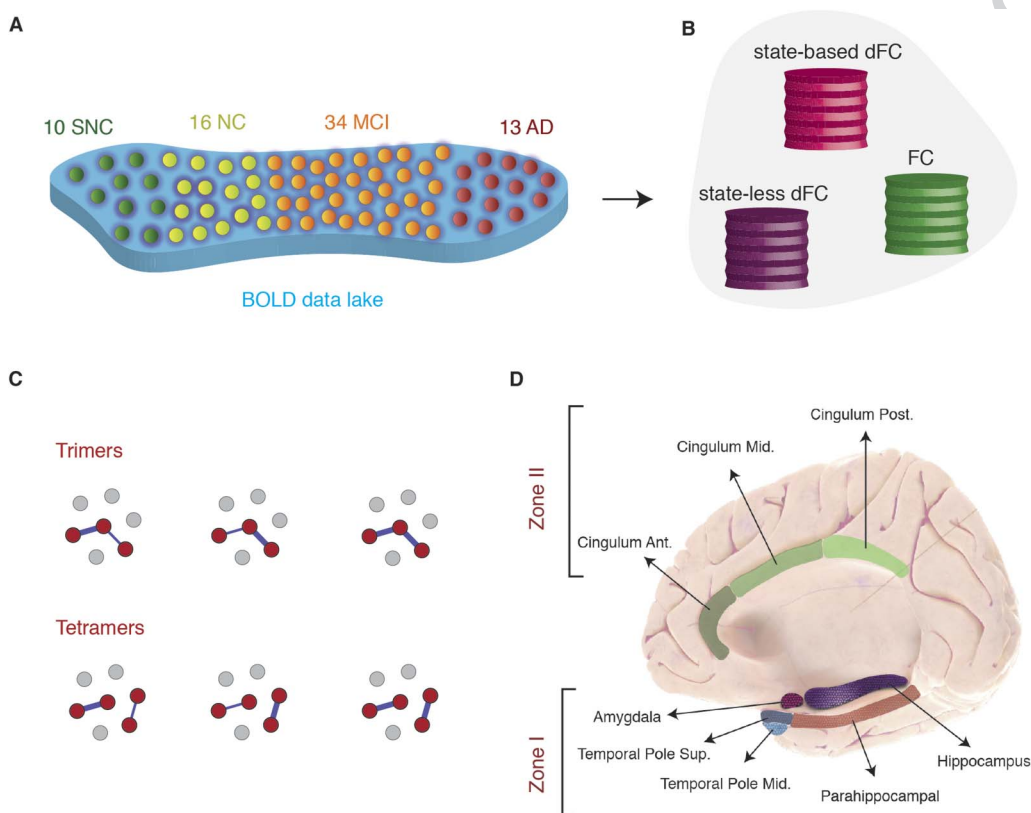 A
10 SNC
16 NC
34 MCI
13 AD
BOLD data lake
B
state-based dFC
FC
state-less dFC
C
Trimers
Tetramers
D
Zone II
Cingulum Post.
Cingulum Mid.
Cingulum Ant.
Zone I
Amygdala
Temporal Pole Sup.
Temporal Pole Mid.
Hippocampus
Parahippocampal